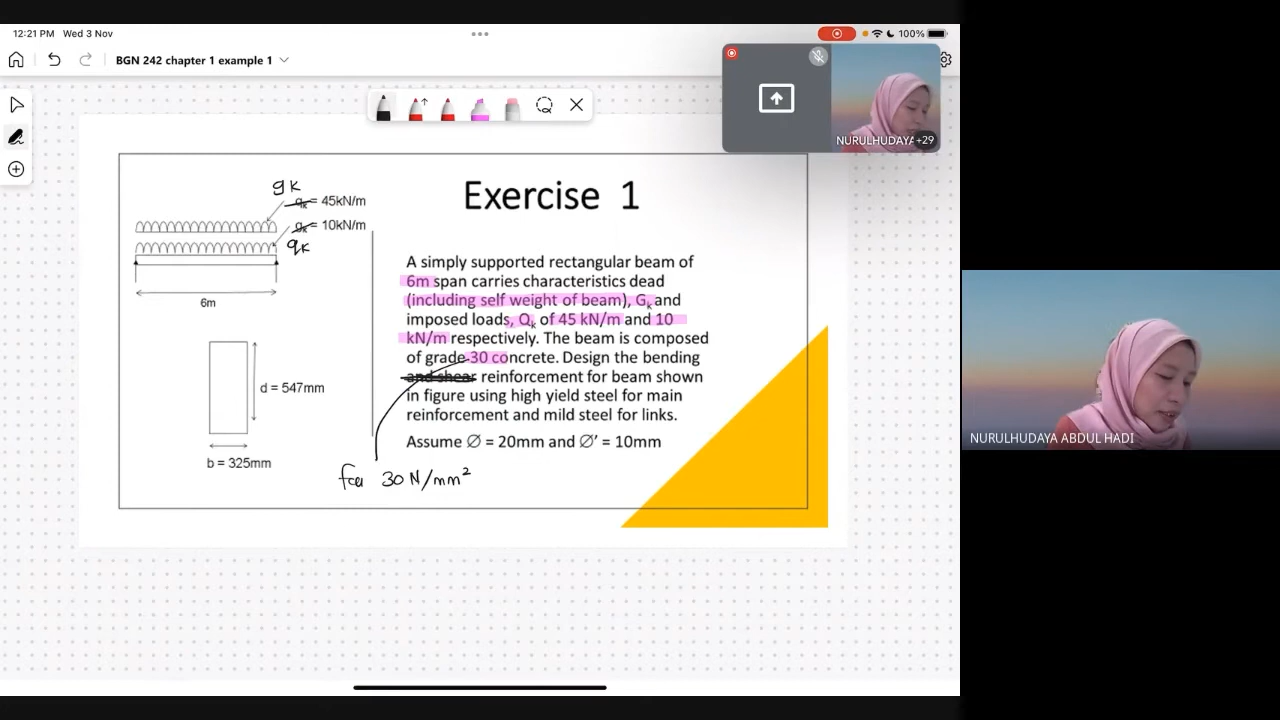 12:21 PM Wed 3 Nov
100%
BGN 242 chapter 1 example 1
NURULHUDAYA +29
gk
qk = 45kN/m
gk = 10kN/m
qk
6m
d = 547mm
b = 325mm
Exercise 1
A simply supported rectangular beam of
6m span carries characteristics dead
(including self weight of beam), Gk and
imposed loads, Qk of 45 kN/m and 10
kN/m respectively. The beam is composed
of grade 30 concrete. Design the bending
and shear reinforcement for beam shown
in figure using high yield steel for main
reinforcement and mild steel for links.
Assume Ø = 20mm and Ø' = 10mm
fcu 30 N/mm²
NURULHUDAYA ABDUL HADI